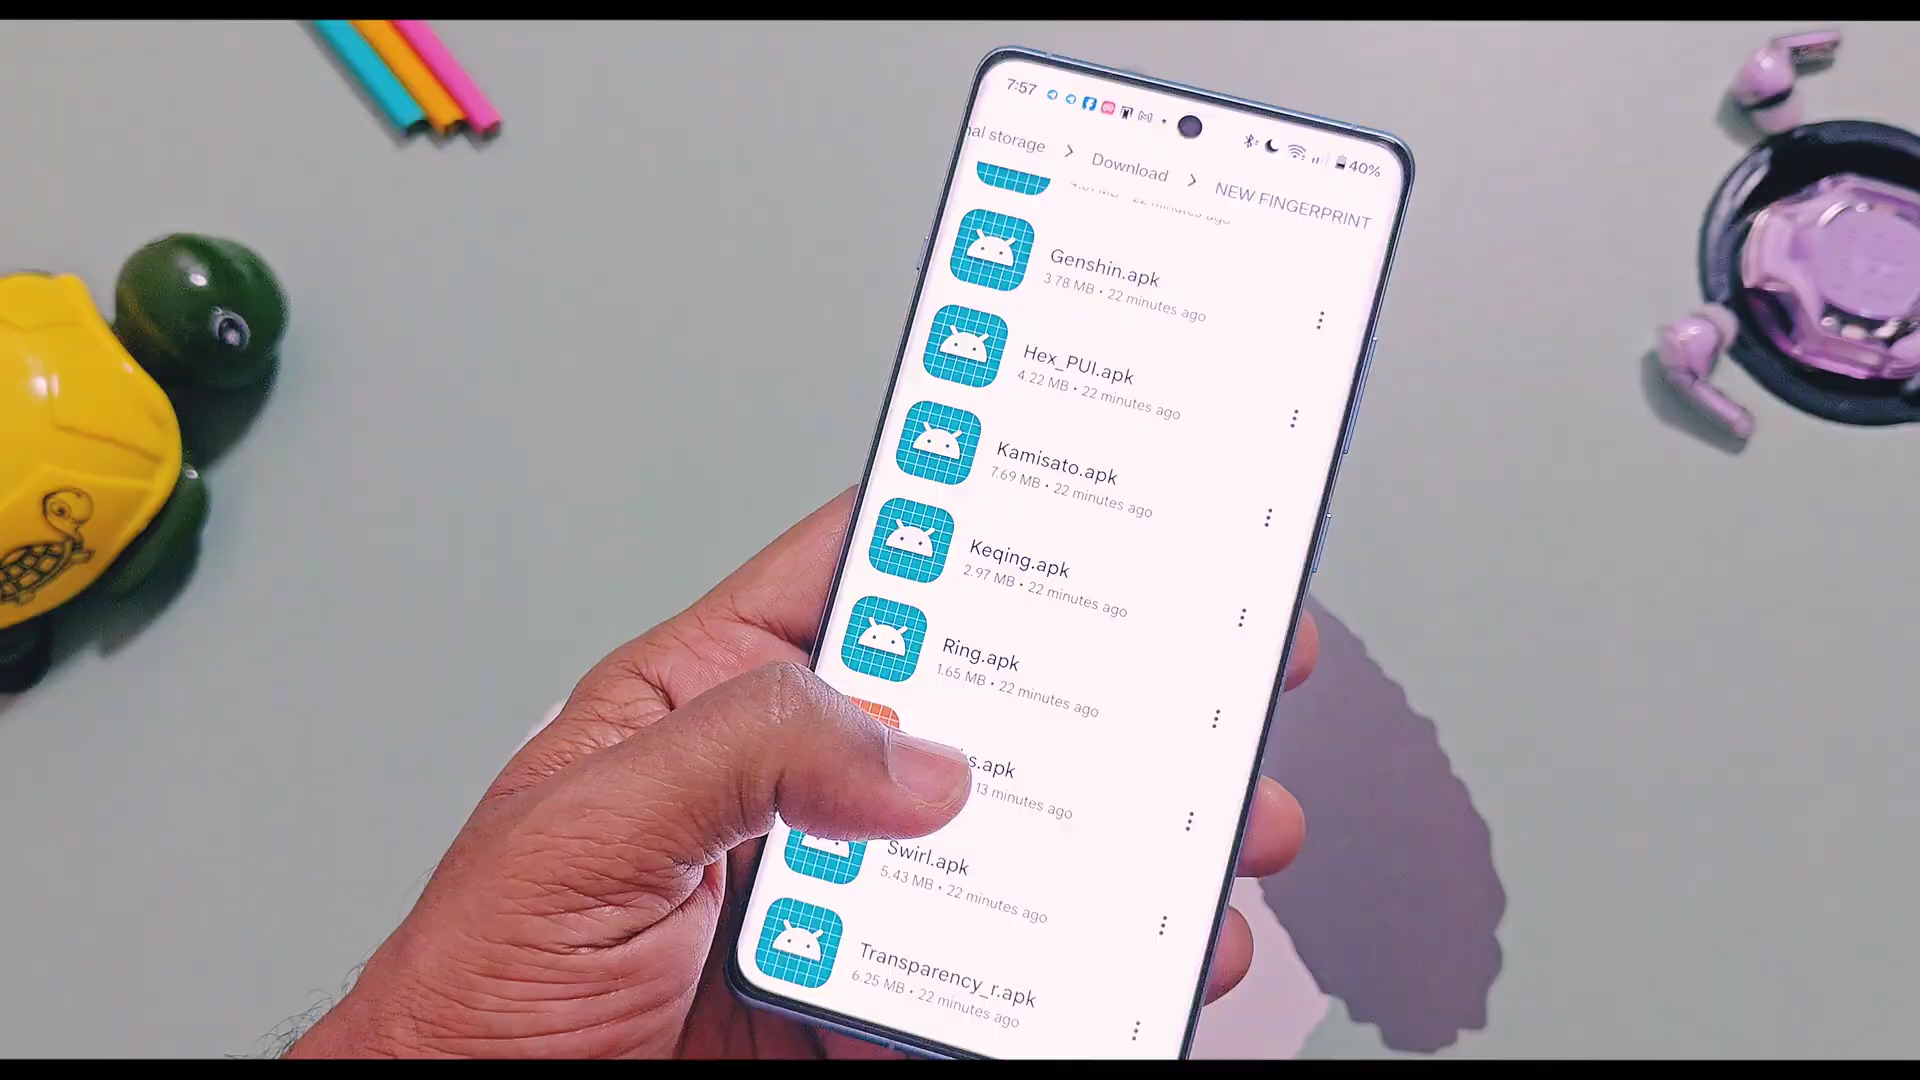 7:57
40%
al storage > Download > NEW FINGERPRINT
22 minutes ago
Genshin.apk
3.78 MB • 22 minutes ago
Hex_PUI.apk
4.22 MB • 22 minutes ago
Kamisato.apk
7.69 MB • 22 minutes ago
Keqing.apk
2.97 MB • 22 minutes ago
Ring.apk
1.65 MB • 22 minutes ago
s.apk
13 minutes ago
Swirl.apk
5.43 MB • 22 minutes ago
Transparency_r.apk
6.25 MB • 22 minutes ago